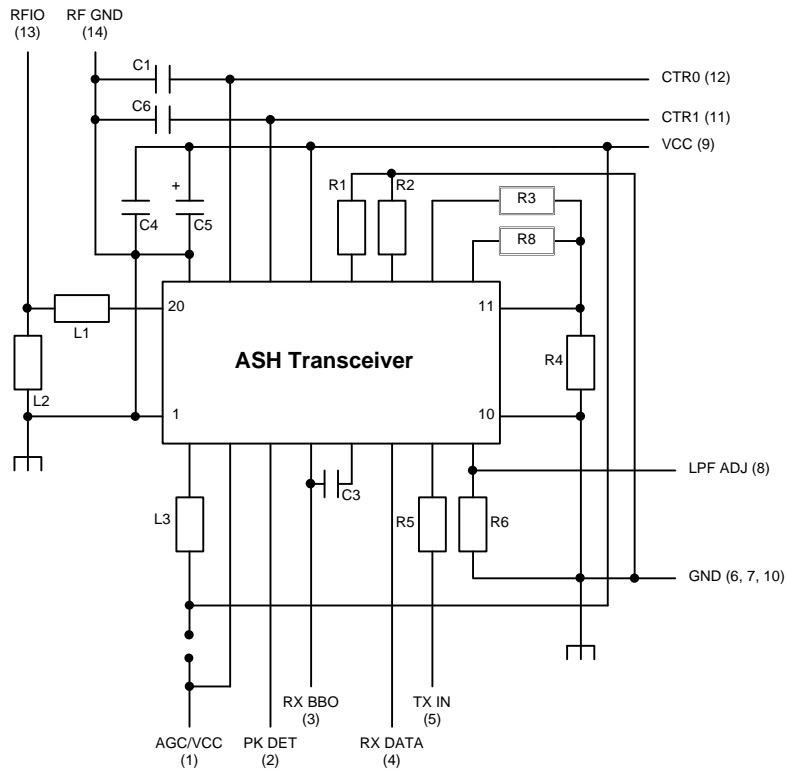 RFIO
(13)
RF GND
(14)
C1
CTR0 (12)
C6
CTR1 (11)
VCC (9)
+
C4
C5
R1
R2
R3
R8
20
11
L1
ASH Transceiver
R4
L2
1
10
LPF ADJ (8)
C3
L3
R5
R6
GND (6, 7, 10)
RX BBO
(3)
TX IN
(5)
AGC/VCC
(1)
PK DET
(2)
RX DATA
(4)